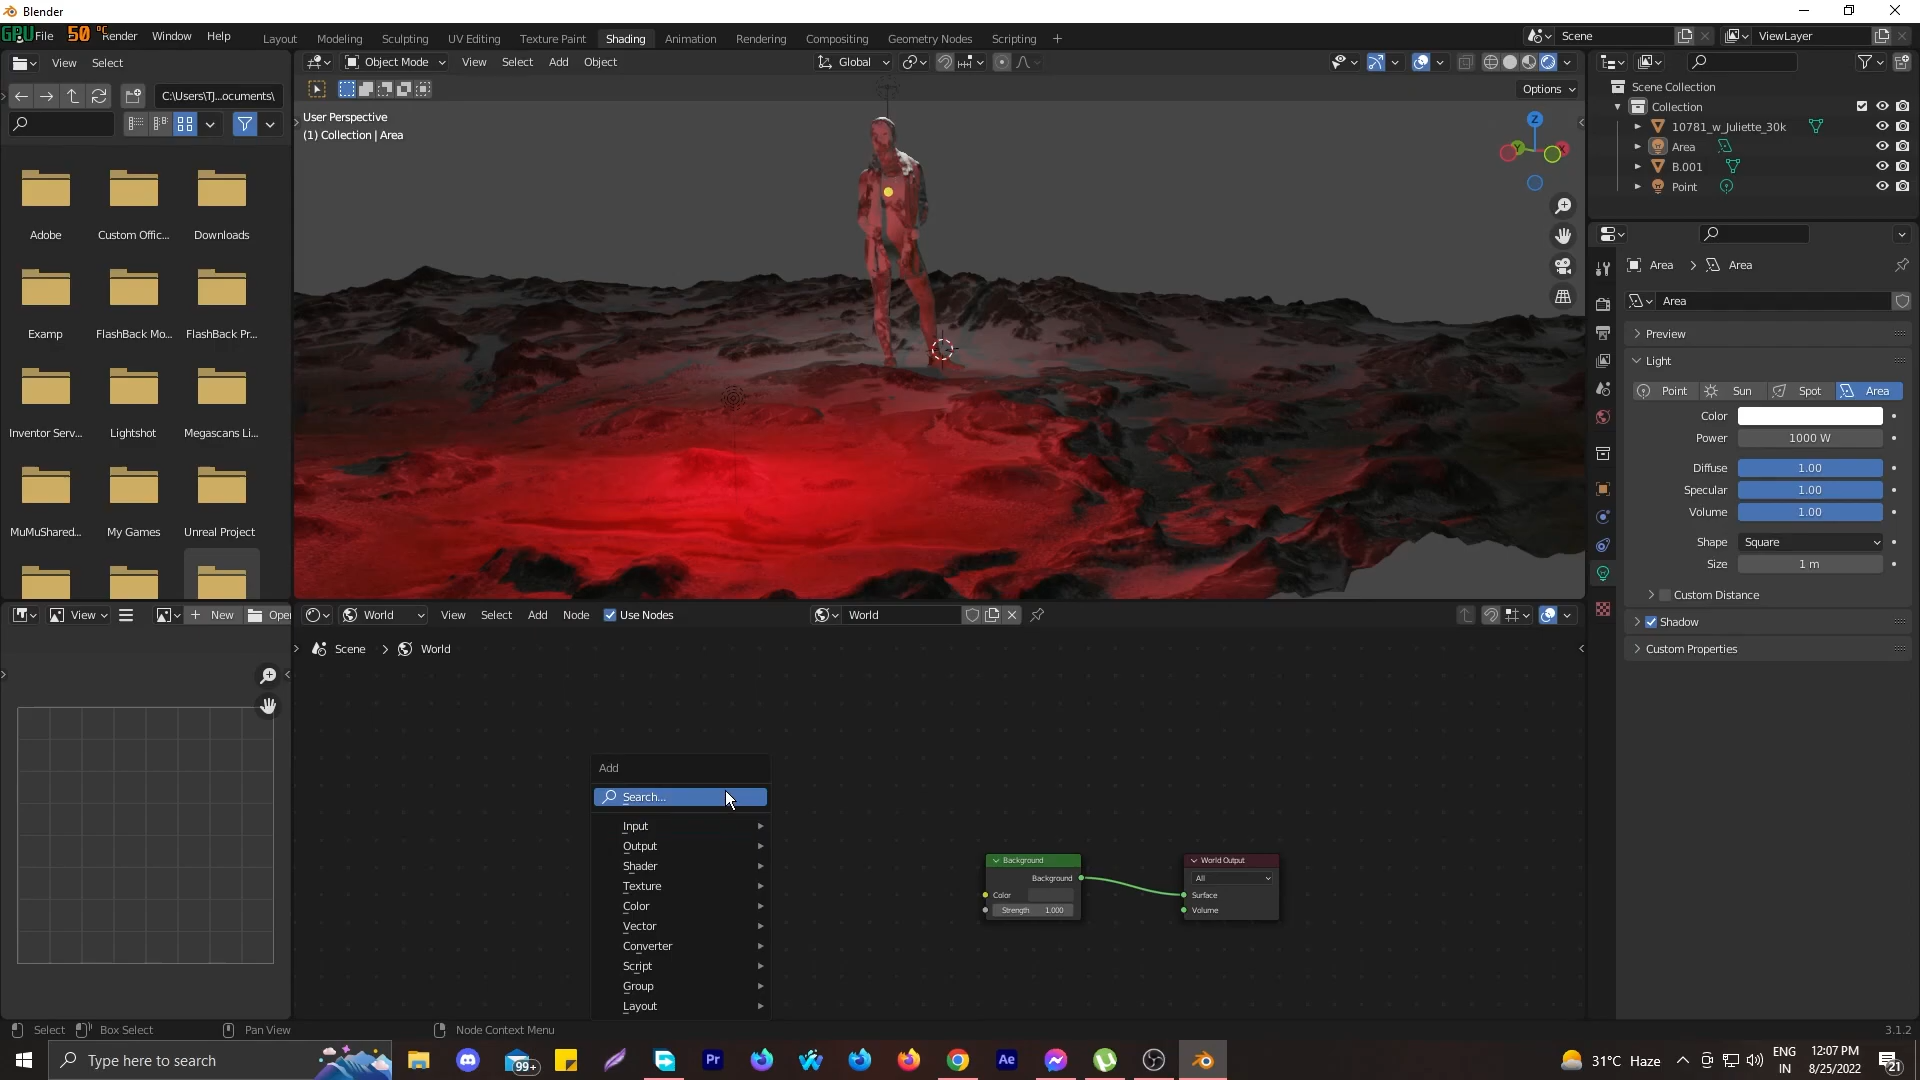 Blender
GPU 50 °C
File Render Window Help
Layout Modeling Sculpting UV Editing Texture Paint Shading Animation Rendering Compositing Geometry Nodes Scripting +
Scene
ViewLayer
View Select
Object Mode View Select Add Object
Global
C:\Users\TJ...ocuments\
Options
User Perspective
(1) Collection | Area
Z
Y
X
Scene Collection
Collection
10781_w_Juliette_30k
Area
B.001
Point
Adobe Custom Offic... Downloads
Examp FlashBack Mo... FlashBack Pr...
Inventor Serv... Lightshot Megascans Li...
MuMuShared... My Games Unreal Project
Area > Area
Area
Preview
Light
Point Sun Spot Area
Color
Power 1000 W
Diffuse 1.00
Specular 1.00
Volume 1.00
Shape Square
Size 1 m
Custom Distance
Shadow
Custom Properties
View + New Ope
World View Select Add Node Use Nodes
World
Scene > World
Add
Search...
Input
Output
Shader
Texture
Color
Vector
Converter
Script
Group
Layout
Background
Background
Color
Strength 1.000
World Output
All
Surface
Volume
Select Box Select Pan View Node Context Menu
3.1.2
Type here to search
99+
Pr
Ae
31°C Haze
ENG
IN
12:07 PM
8/25/2022
21